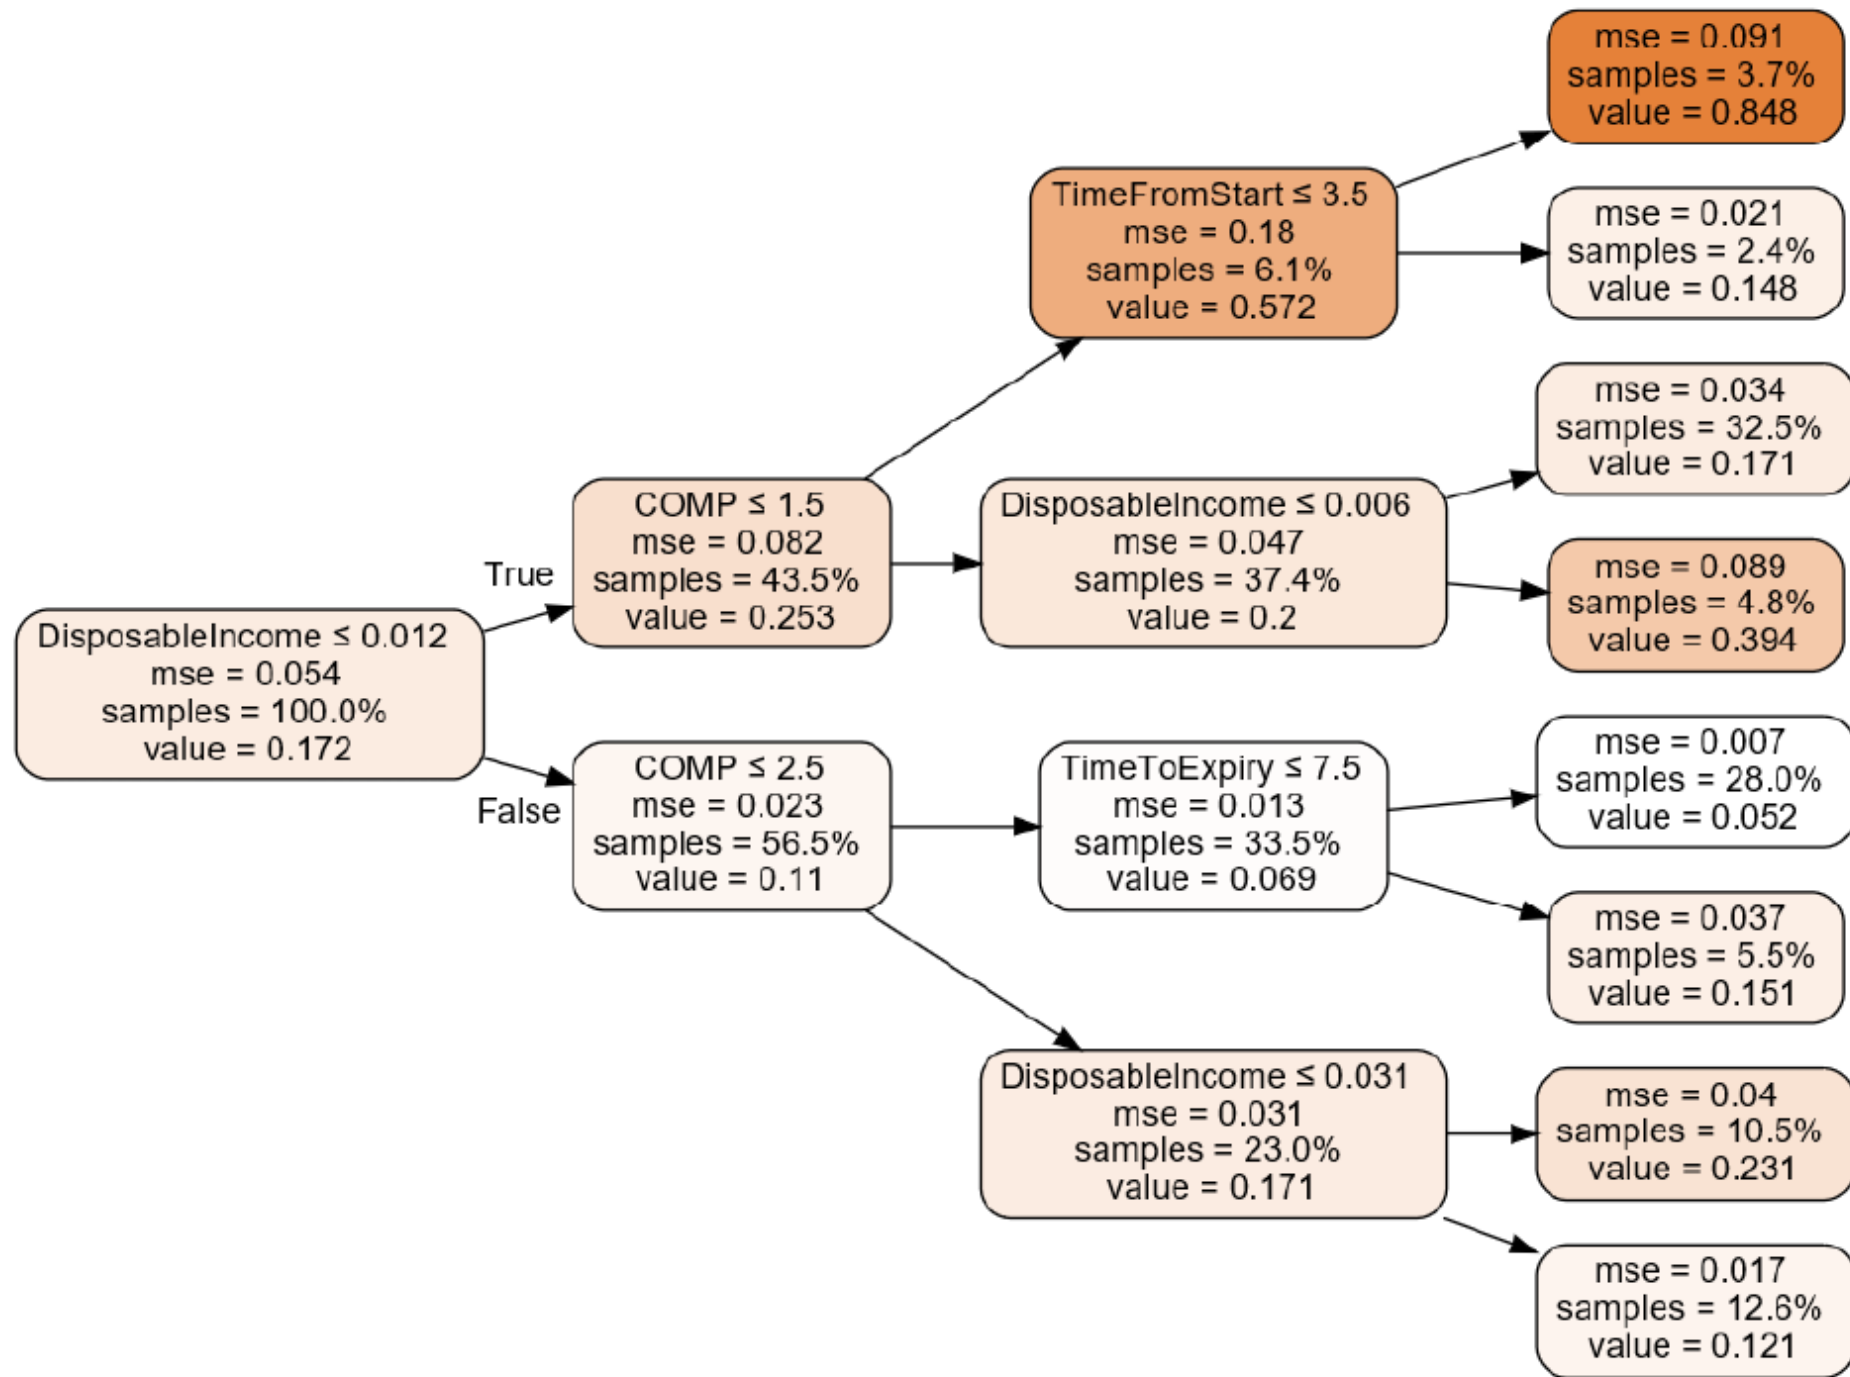 DisposableIncome ≤ 0.012
mse = 0.054
samples = 100.0%
value = 0.172
True
False
COMP ≤ 1.5
mse = 0.082
samples = 43.5%
value = 0.253
COMP ≤ 2.5
mse = 0.023
samples = 56.5%
value = 0.11
TimeFromStart ≤ 3.5
mse = 0.18
samples = 6.1%
value = 0.572
DisposableIncome ≤ 0.006
mse = 0.047
samples = 37.4%
value = 0.2
TimeToExpiry ≤ 7.5
mse = 0.013
samples = 33.5%
value = 0.069
DisposableIncome ≤ 0.031
mse = 0.031
samples = 23.0%
value = 0.171
mse = 0.091
samples = 3.7%
value = 0.848
mse = 0.021
samples = 2.4%
value = 0.148
mse = 0.034
samples = 32.5%
value = 0.171
mse = 0.089
samples = 4.8%
value = 0.394
mse = 0.007
samples = 28.0%
value = 0.052
mse = 0.037
samples = 5.5%
value = 0.151
mse = 0.04
samples = 10.5%
value = 0.231
mse = 0.017
samples = 12.6%
value = 0.121